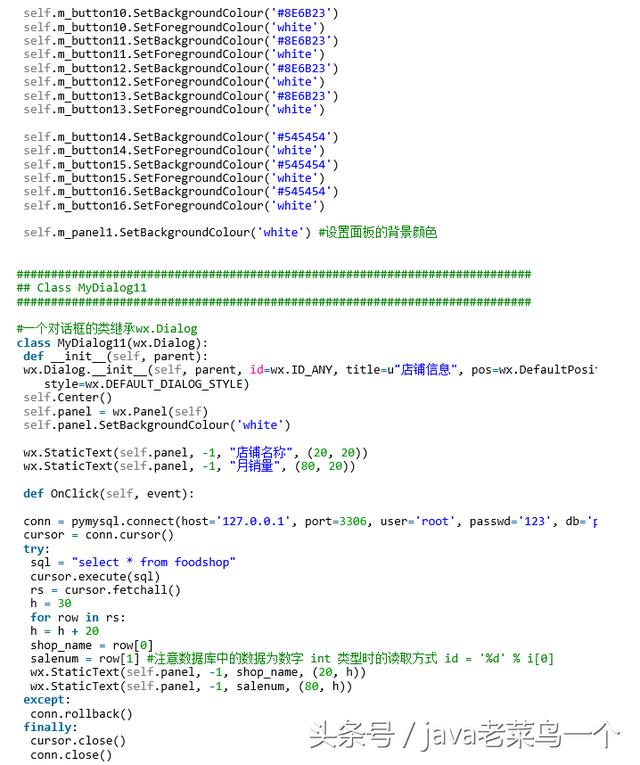 self.m_button10.SetBackgroundColour('#8E6B23')
self.m_button10.SetForegroundColour('white')
self.m_button11.SetBackgroundColour('#8E6B23')
self.m_button11.SetForegroundColour('white')
self.m_button12.SetBackgroundColour('#8E6B23')
self.m_button12.SetForegroundColour('white')
self.m_button13.SetBackgroundColour('#8E6B23')
self.m_button13.SetForegroundColour('white')
self.m_button14.SetBackgroundColour('#545454')
self.m_button14.SetForegroundColour('white')
self.m_button15.SetBackgroundColour('#545454')
self.m_button15.SetForegroundColour('white')
self.m_button16.SetBackgroundColour('#545454')
self.m_button16.SetForegroundColour('white')
self.m_panel1.SetBackgroundColour('white') #设置面板的背景颜色
###########################################################################
## Class MyDialog11
###########################################################################
#一个对话框的类继承wx.Dialog
class MyDialog11(wx.Dialog):
def __init__(self, parent):
wx.Dialog.__init__(self, parent, id=wx.ID_ANY, title=u"店铺信息", pos=wx.DefaultPosit
style=wx.DEFAULT_DIALOG_STYLE)
self.Center()
self.panel = wx.Panel(self)
self.panel.SetBackgroundColour('white')
wx.StaticText(self.panel, -1, "店铺名称", (20, 20))
wx.StaticText(self.panel, -1, "月销量", (80, 20))
def OnClick(self, event):
conn = pymysql.connect(host='127.0.0.1', port=3306, user='root', passwd='123', db='p
cursor = conn.cursor()
try:
sql = "select * from foodshop"
cursor.execute(sql)
rs = cursor.fetchall()
h = 30
for row in rs:
h = h + 20
shop_name = row[0]
salenum = row[1] #注意数据库中的数据为数字 int 类型时的读取方式 id = '%d' % i[0]
wx.StaticText(self.panel, -1, shop_name, (20, h))
wx.StaticText(self.panel, -1, salenum, (80, h))
except:
conn.rollback()
finally:
cursor.close()
conn.close()
头条号 / java老菜鸟一个